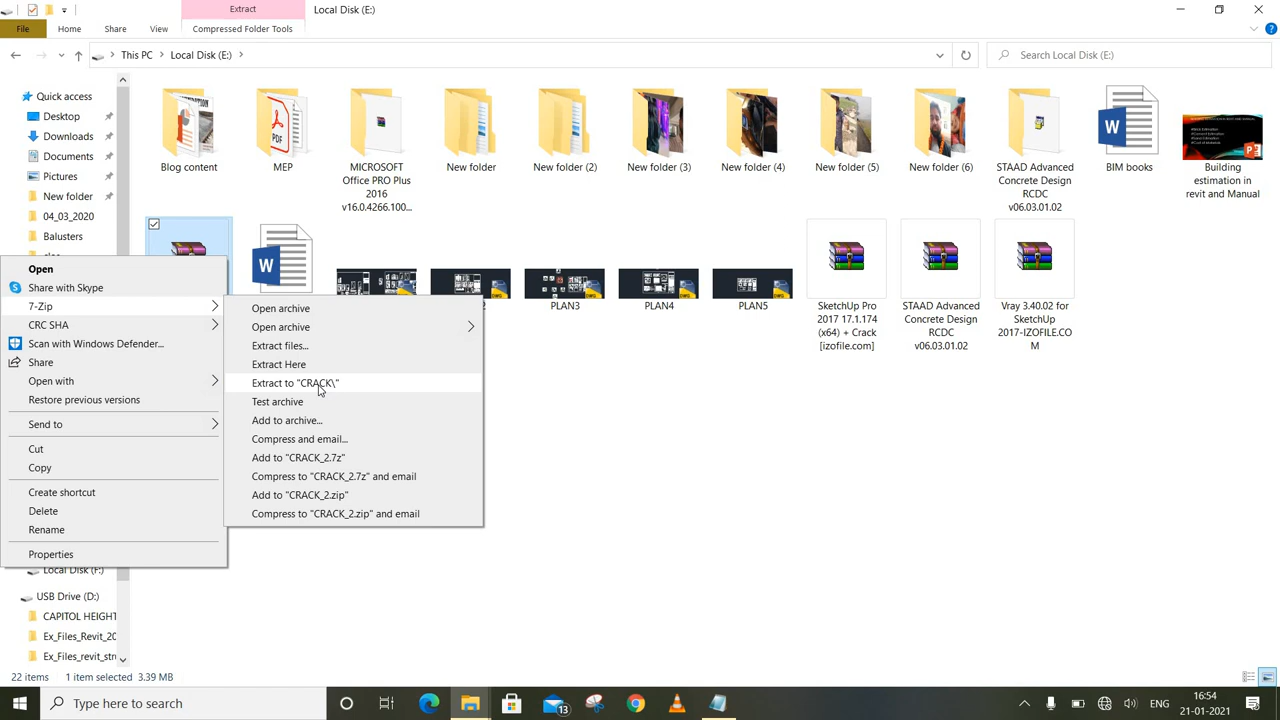 Extract
Local Disk (E:)
File
Home
Share
View
Compressed Folder Tools
This PC
Local Disk (E:)
Search Local Disk (E:)
Quick access
Desktop
Downloads
Documents
Pictures
New folder
04_03_2020
Balusters
Blog content
MEP
MICROSOFT
Office PRO Plus
2016
v16.0.4266.100...
New folder
New folder (2)
New folder (3)
New folder (4)
New folder (5)
New folder (6)
STAAD Advanced
Concrete Design
RCDC
v06.03.01.02
BIM books
Building
estimation in
revit and Manual
PLAN3
PLAN4
PLAN5
SketchUp Pro
2017 17.1.174
(x64) + Crack
[izofile.com]
STAAD Advanced
Concrete Design
RCDC
v06.03.01.02
Vray 3.40.02 for
SketchUp
2017-IZOFILE.CO
M
Open
Share with Skype
7-Zip
CRC SHA
Scan with Windows Defender...
Share
Open with
Restore previous versions
Send to
Cut
Copy
Create shortcut
Delete
Rename
Properties
Open archive
Open archive
Extract files...
Extract Here
Extract to "CRACK\"
Test archive
Add to archive...
Compress and email...
Add to "CRACK_2.7z"
Compress to "CRACK_2.7z" and email
Add to "CRACK_2.zip"
Compress to "CRACK_2.zip" and email
Local Disk (F:)
USB Drive (D:)
CAPITOL HEIGHT
Ex_Files_Revit_20
Ex_Files_revit_stru
22 items
1 item selected
3.39 MB
Type here to search
13
ENG
16:54
21-01-2021